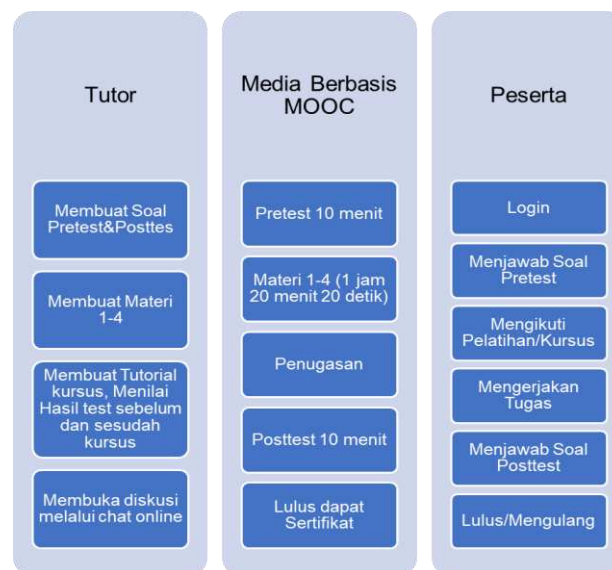 Tutor
Membuat Soal
Pretest&Posttes
Membuat Materi
1-4
Membuat Tutorial
kursus, Menilai
Hasil test sebelum
dan sesudah
kursus
Membuka diskusi
melalui chat online
Media Berbasis
MOOC
Pretest 10 menit
Materi 1-4 (1 jam
20 menit 20 detik)
Penugasan
Posttest 10 menit
Lulus dapat
Sertifikat
Peserta
Login
Menjawab Soal
Pretest
Mengikuti
Pelatihan/Kursus
Mengerjakan
Tugas
Menjawab Soal
Posttest
Lulus/Mengulang